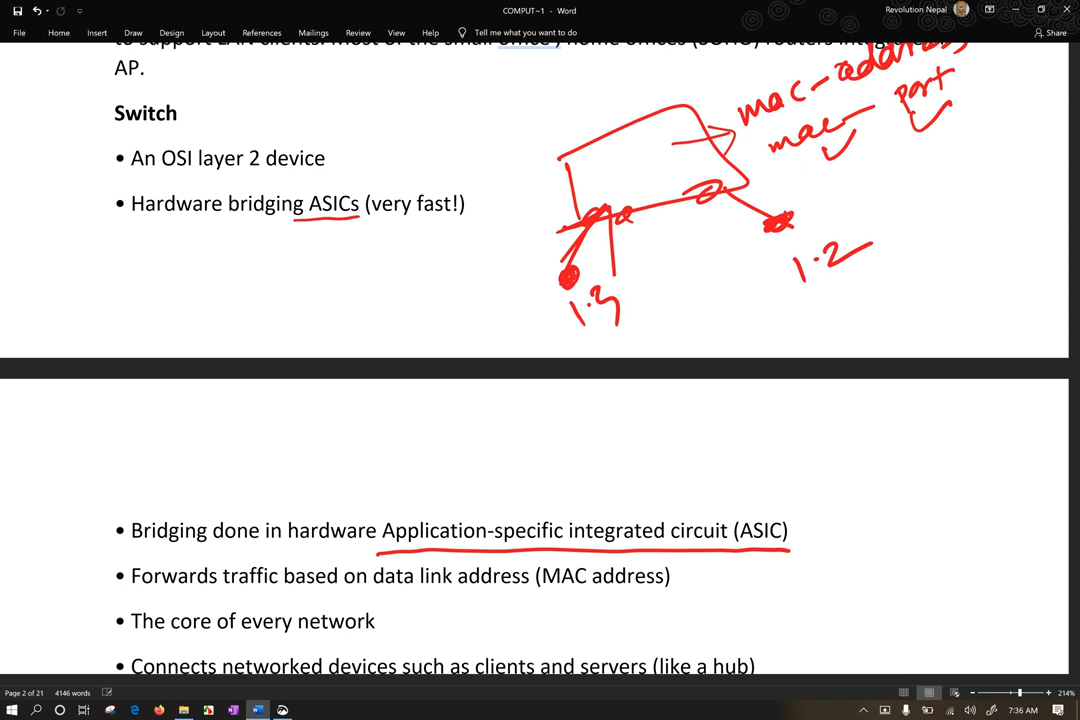 COMPUT~1 - Word
Revolution Nepal
File Home Insert Draw Design Layout References Mailings Review View Help Tell me what you want to do
Share
AP.
mac-address
mac- port
Switch
• An OSI layer 2 device
• Hardware bridging ASICs (very fast!)
1.2
1.3
• Bridging done in hardware Application-specific integrated circuit (ASIC)
• Forwards traffic based on data link address (MAC address)
• The core of every network
• Connects networked devices such as clients and servers (like a hub)
Page 2 of 21 4146 words
214%
7:36 AM